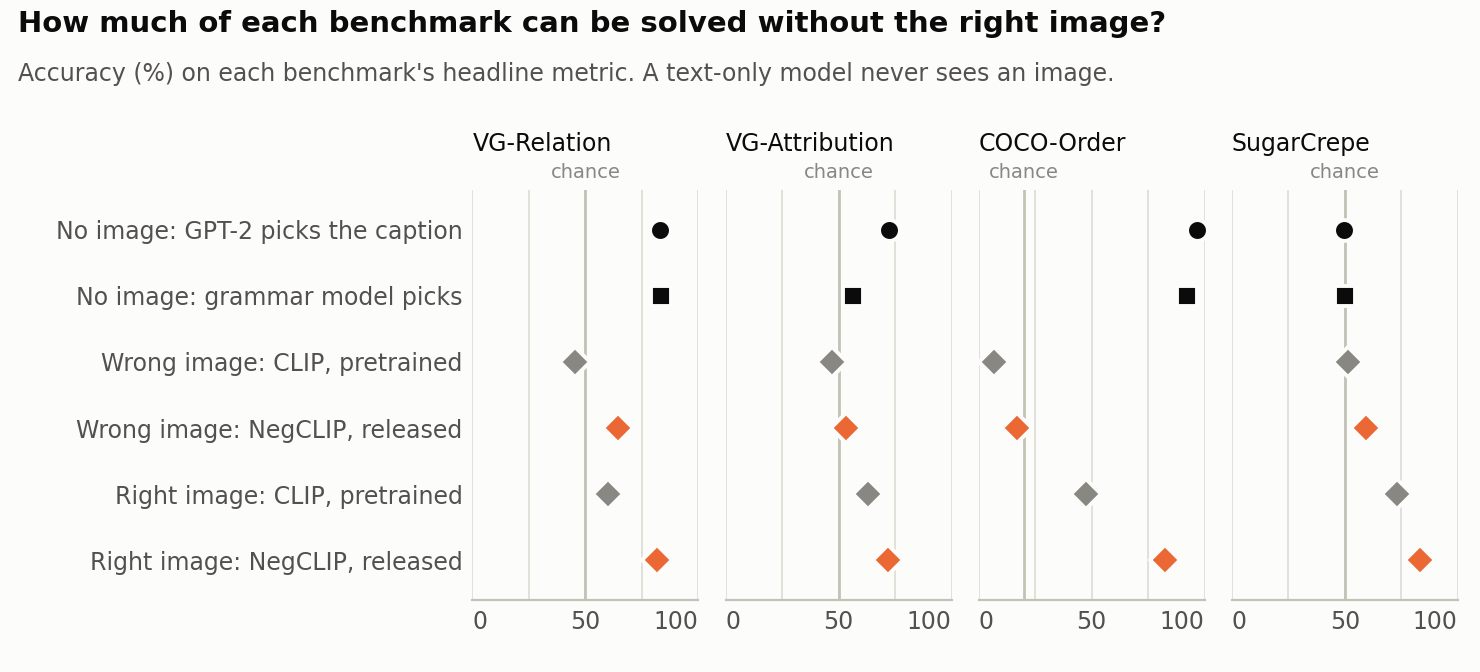 How much of each benchmark can be solved without the right image?
Accuracy (%) on each benchmark's headline metric. A text-only model never sees an image.
VG-Relation VG-Attribution COCO-Order SugarCrepe
chance chance chance chance
No image: GPT-2 picks the caption
No image: grammar model picks
Wrong image: CLIP, pretrained
Wrong image: NegCLIP, released
Right image: CLIP, pretrained
Right image: NegCLIP, released
0 50 100 0 50 100 0 50 100 0 50 100